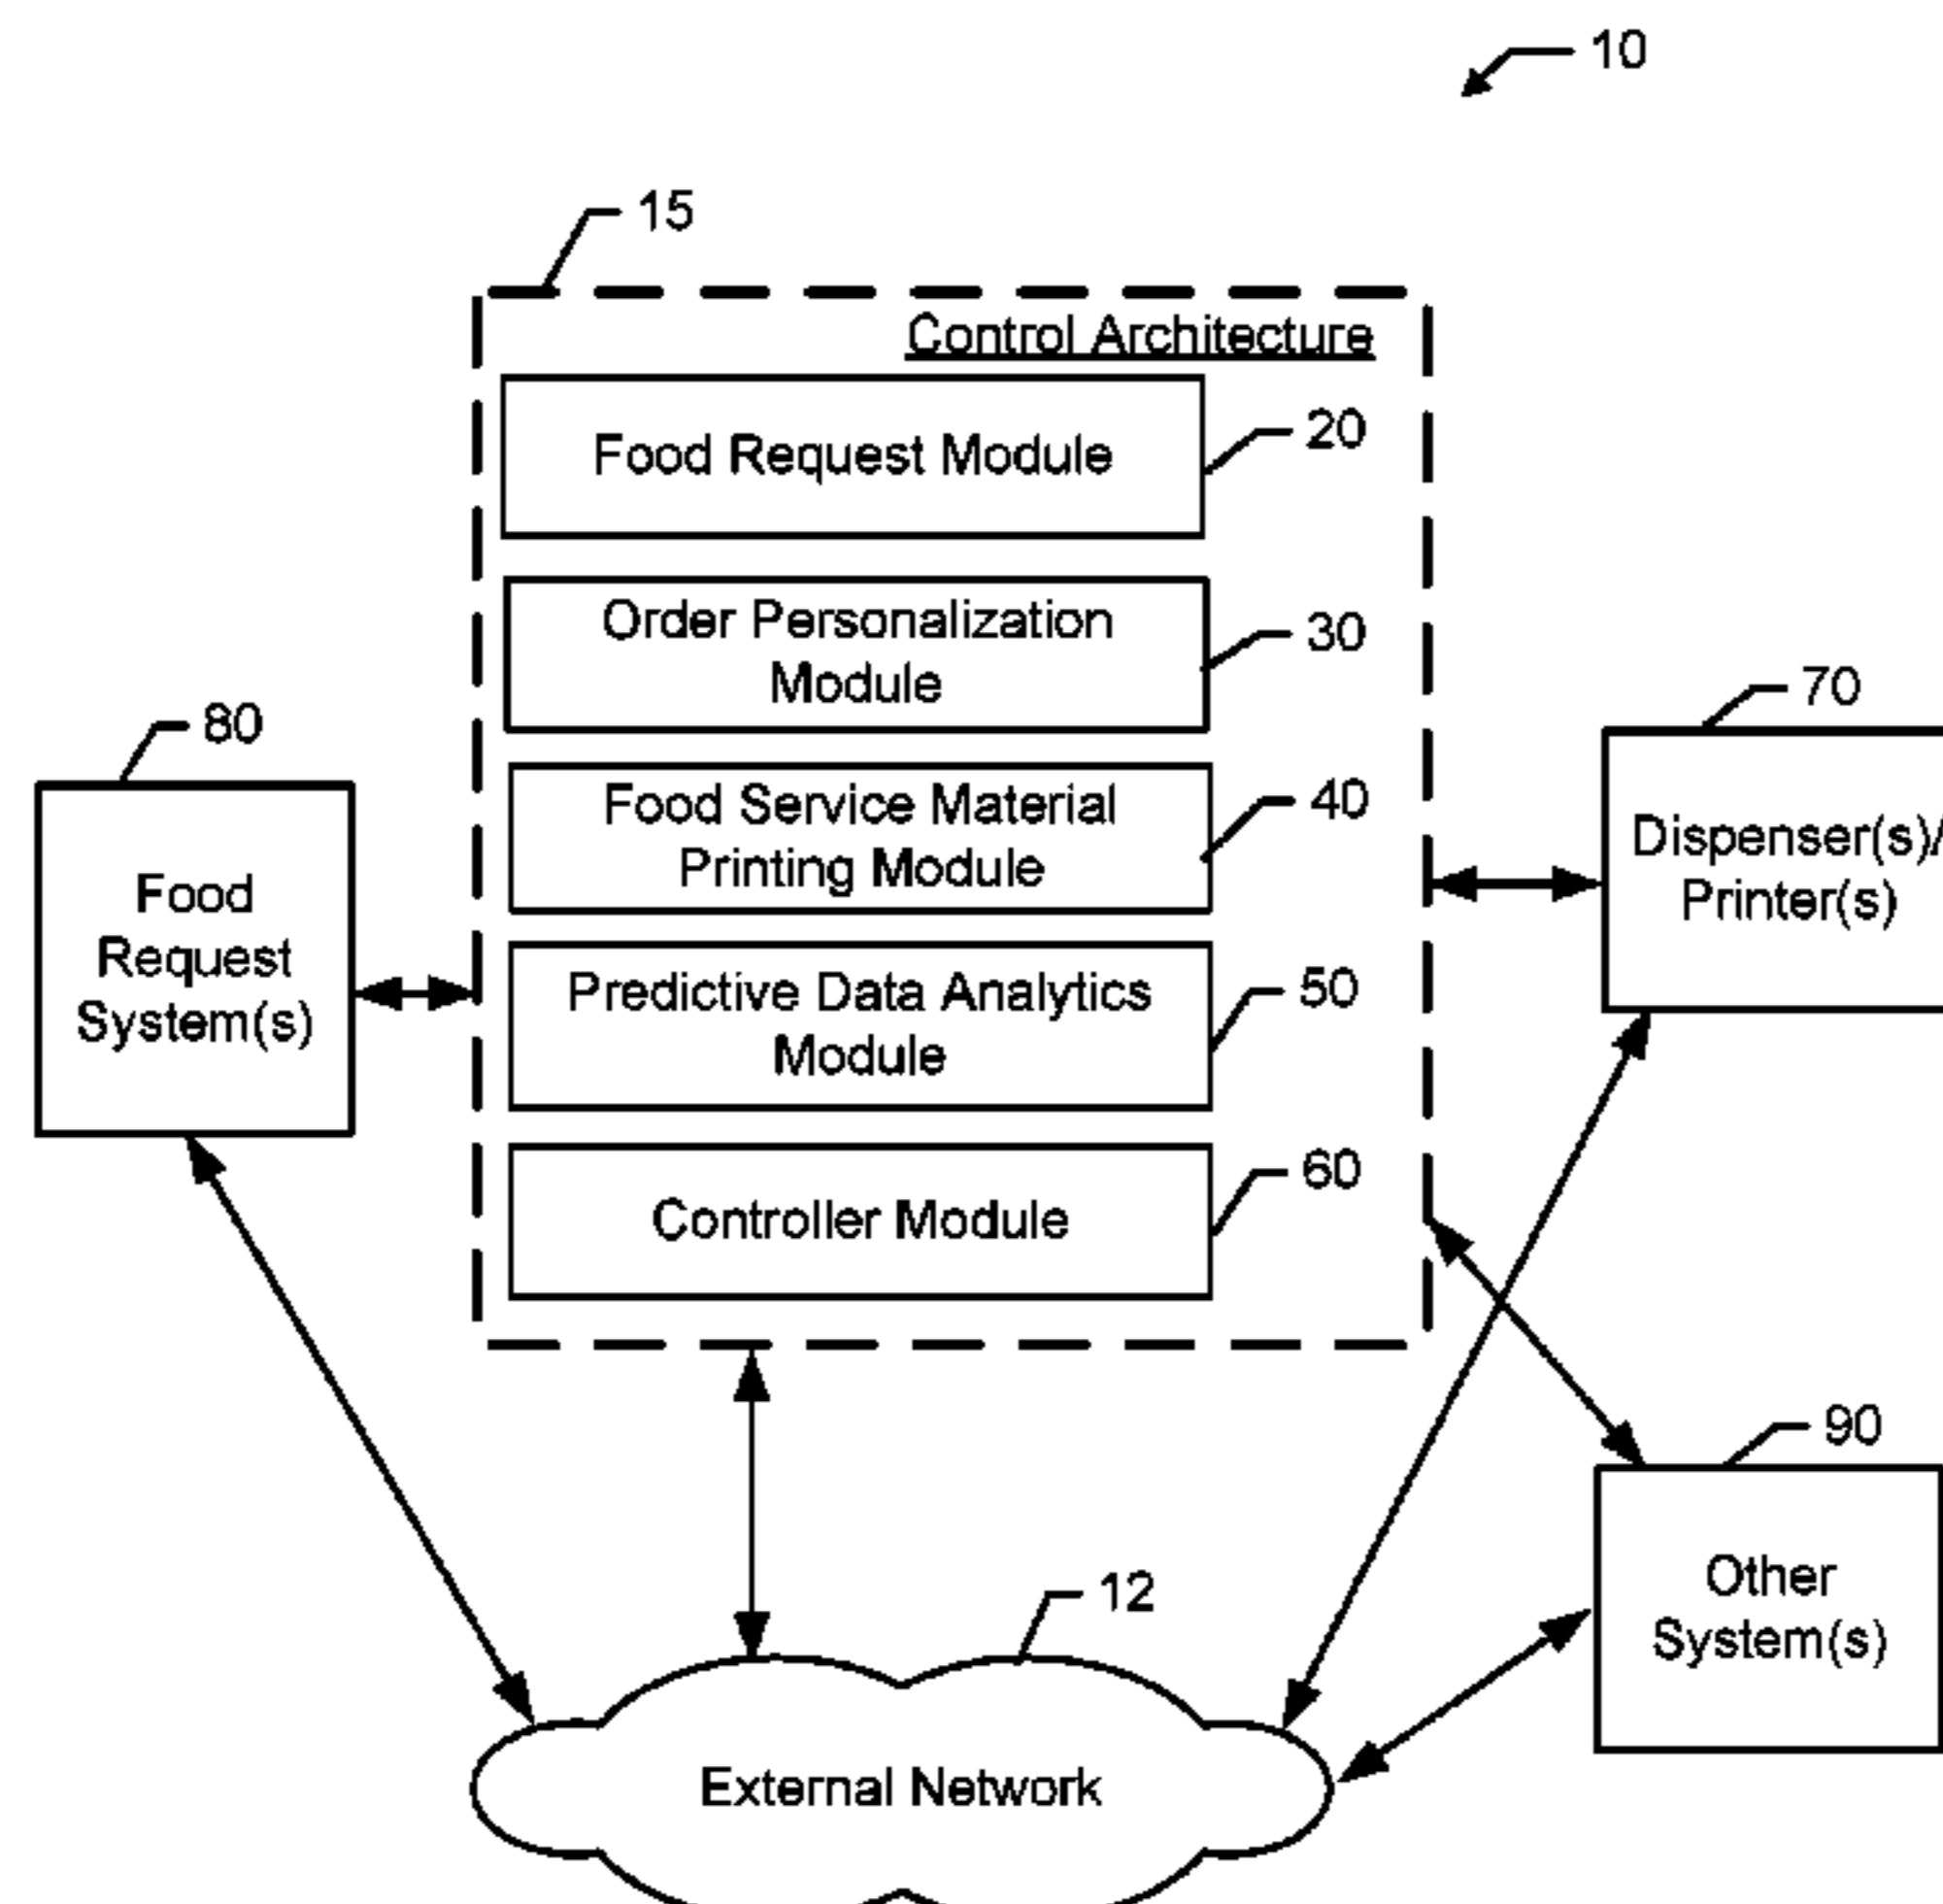 10
15
Control Architecture
Food Request Module
20
Order Personalization
Module
30
Food Service Material
Printing Module
40
Predictive Data Analytics
Module
50
Controller Module
60
80
Food
Request
System(s)
70
Dispenser(s)/
Printer(s)
90
Other
System(s)
12
External Network